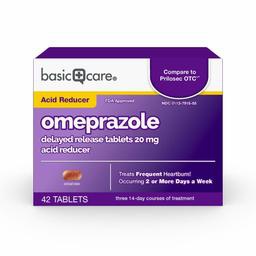 basic care®
Compare to
Prilosec OTC®*
Acid Reducer
FDA Approved
omeprazole
delayed release tablets 20 mg
acid reducer
Treats Frequent Heartburn!
Occurring 2 or More Days a Week
42 TABLETS
three 14-day courses of treatment